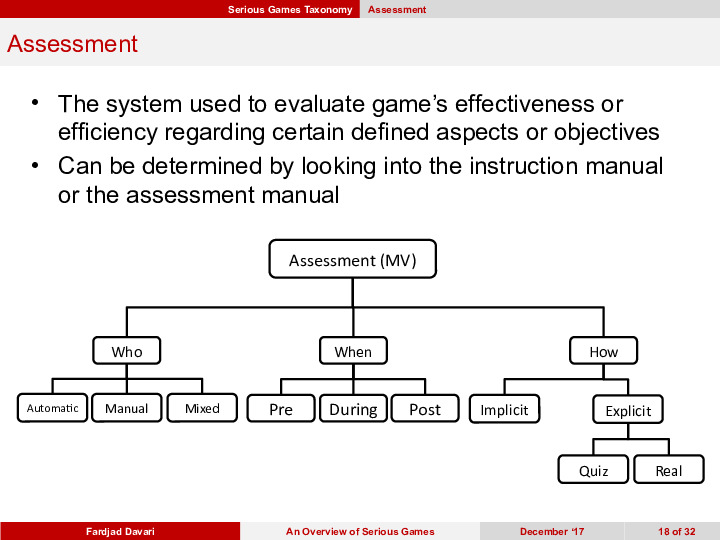 Serious Games Taxonomy Assessment
Assessment
• The system used to evaluate game’s effectiveness or
efficiency regarding certain defined aspects or objectives
• Can be determined by looking into the instruction manual
or the assessment manual
Assessment (MV)
Who When How
Automatic Manual Mixed Pre During Post Implicit Explicit
Quiz Real
Fardjad Davari An Overview of Serious Games December ‘17 18 of 32